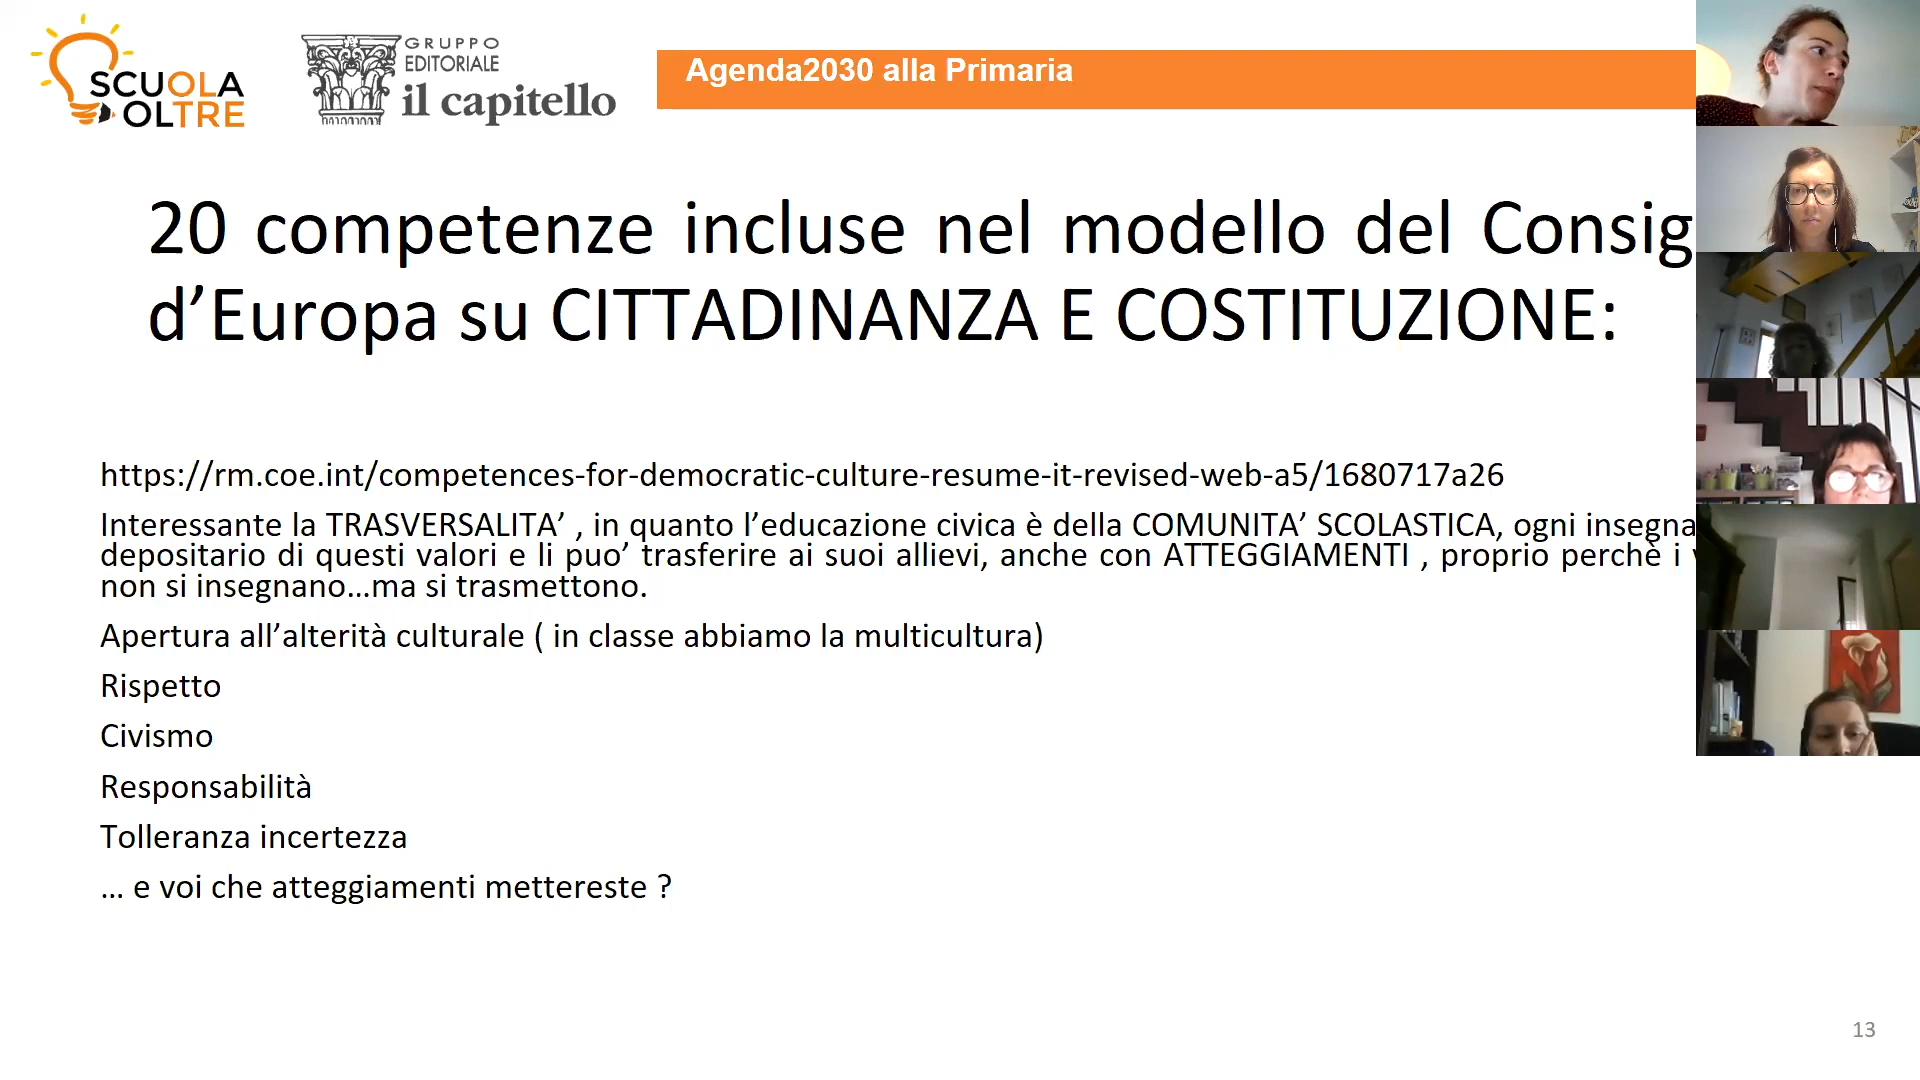 SCUOLA
OLTRE
GRUPPO
EDITORIALE
il capitello
Agenda2030 alla Primaria
20 competenze incluse nel modello del Consig
d’Europa su CITTADINANZA E COSTITUZIONE:
https://rm.coe.int/competences-for-democratic-culture-resume-it-revised-web-a5/1680717a26
Interessante la TRASVERSALITA’ , in quanto l’educazione civica è della COMUNITA’ SCOLASTICA, ogni insegna
depositario di questi valori e li puo’ trasferire ai suoi allievi, anche con ATTEGGIAMENTI , proprio perchè i
non si insegnano…ma si trasmettono.
Apertura all’alterità culturale ( in classe abbiamo la multicultura)
Rispetto
Civismo
Responsabilità
Tolleranza incertezza
… e voi che atteggiamenti mettereste ?
13